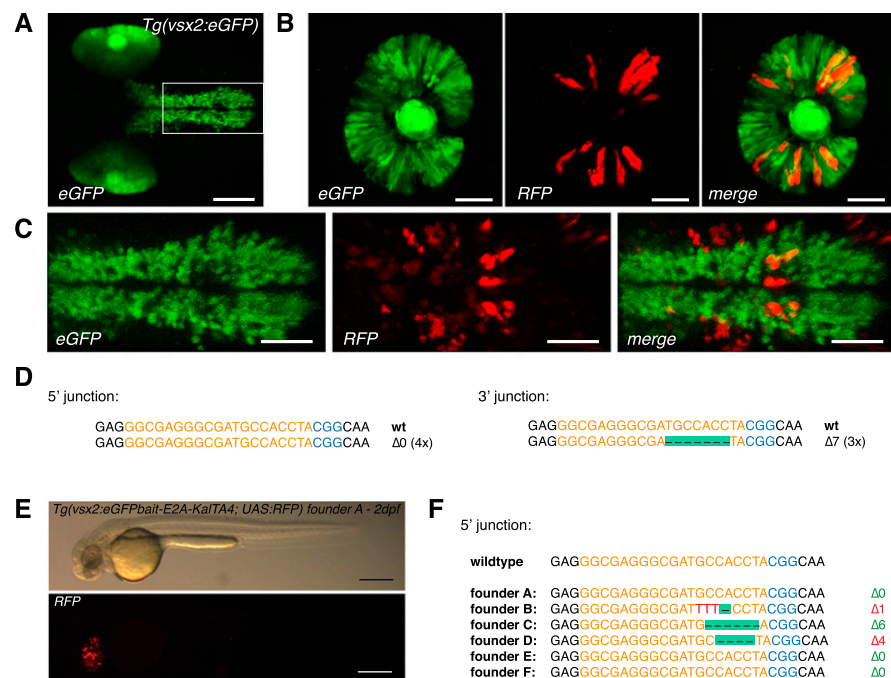 A
Tg(vsx2:eGFP)
eGFP
B
eGFP
RFP
merge
C
eGFP
RFP
merge
D
5’ junction:
GAGGGCGAGGGCGATGCCACCTACGGCAA wt
GAGGGCGAGGGCGATGCCACCTACGGCAA Δ0 (4x)
3’ junction:
GAGGGCGAGGGCGATGCCACCTACGGCAA wt
GAGGGCGAGGGCGA–––––––TACGGCAA Δ7 (3x)
E
Tg(vsx2:eGFPbait-E2A-KalTA4; UAS:RFP) founder A - 2dpf
RFP
F
5’ junction:
wildtype GAGGGCGAGGGCGATGCCACCTACGGCAA
founder A: GAGGGCGAGGGCGATGCCACCTACGGCAA Δ0
founder B: GAGGGCGAGGGCGATTTT–CCTACGGCAA Δ1
founder C: GAGGGCGAGGGCGATG––––––ACGGCAA Δ6
founder D: GAGGGCGAGGGCGATGC––––TACGGCAA Δ4
founder E: GAGGGCGAGGGCGATGCCACCTACGGCAA Δ0
founder F: GAGGGCGAGGGCGATGCCACCTACGGCAA Δ0